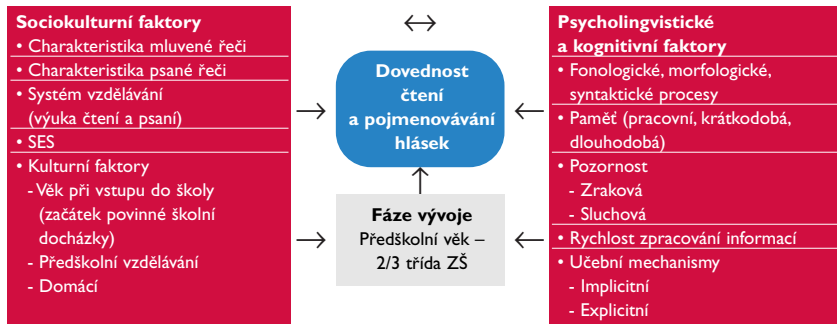 Sociokulturní faktory
• Charakteristika mluvené řeči
• Charakteristika psané řeči
• Systém vzdělávání
(výuka čtení a psaní)
• SES
• Kulturní faktory
- Věk při vstupu do školy
(začátek povinné školní
docházky)
- Předškolní vzdělávání
- Domácí
↔
Dovednost
čtení
a pojmenovávání
hlásek
Fáze vývoje
Předškolní věk –
2/3 třída ZŠ
Psycholingvistické
a kognitivní faktory
• Fonologické, morfologické,
syntaktické procesy
• Paměť (pracovní, krátkodobá,
dlouhodobá)
• Pozornost
- Zraková
- Sluchová
• Rychlost zpracování informací
• Učební mechanismy
- Implicitní
- Explicitní